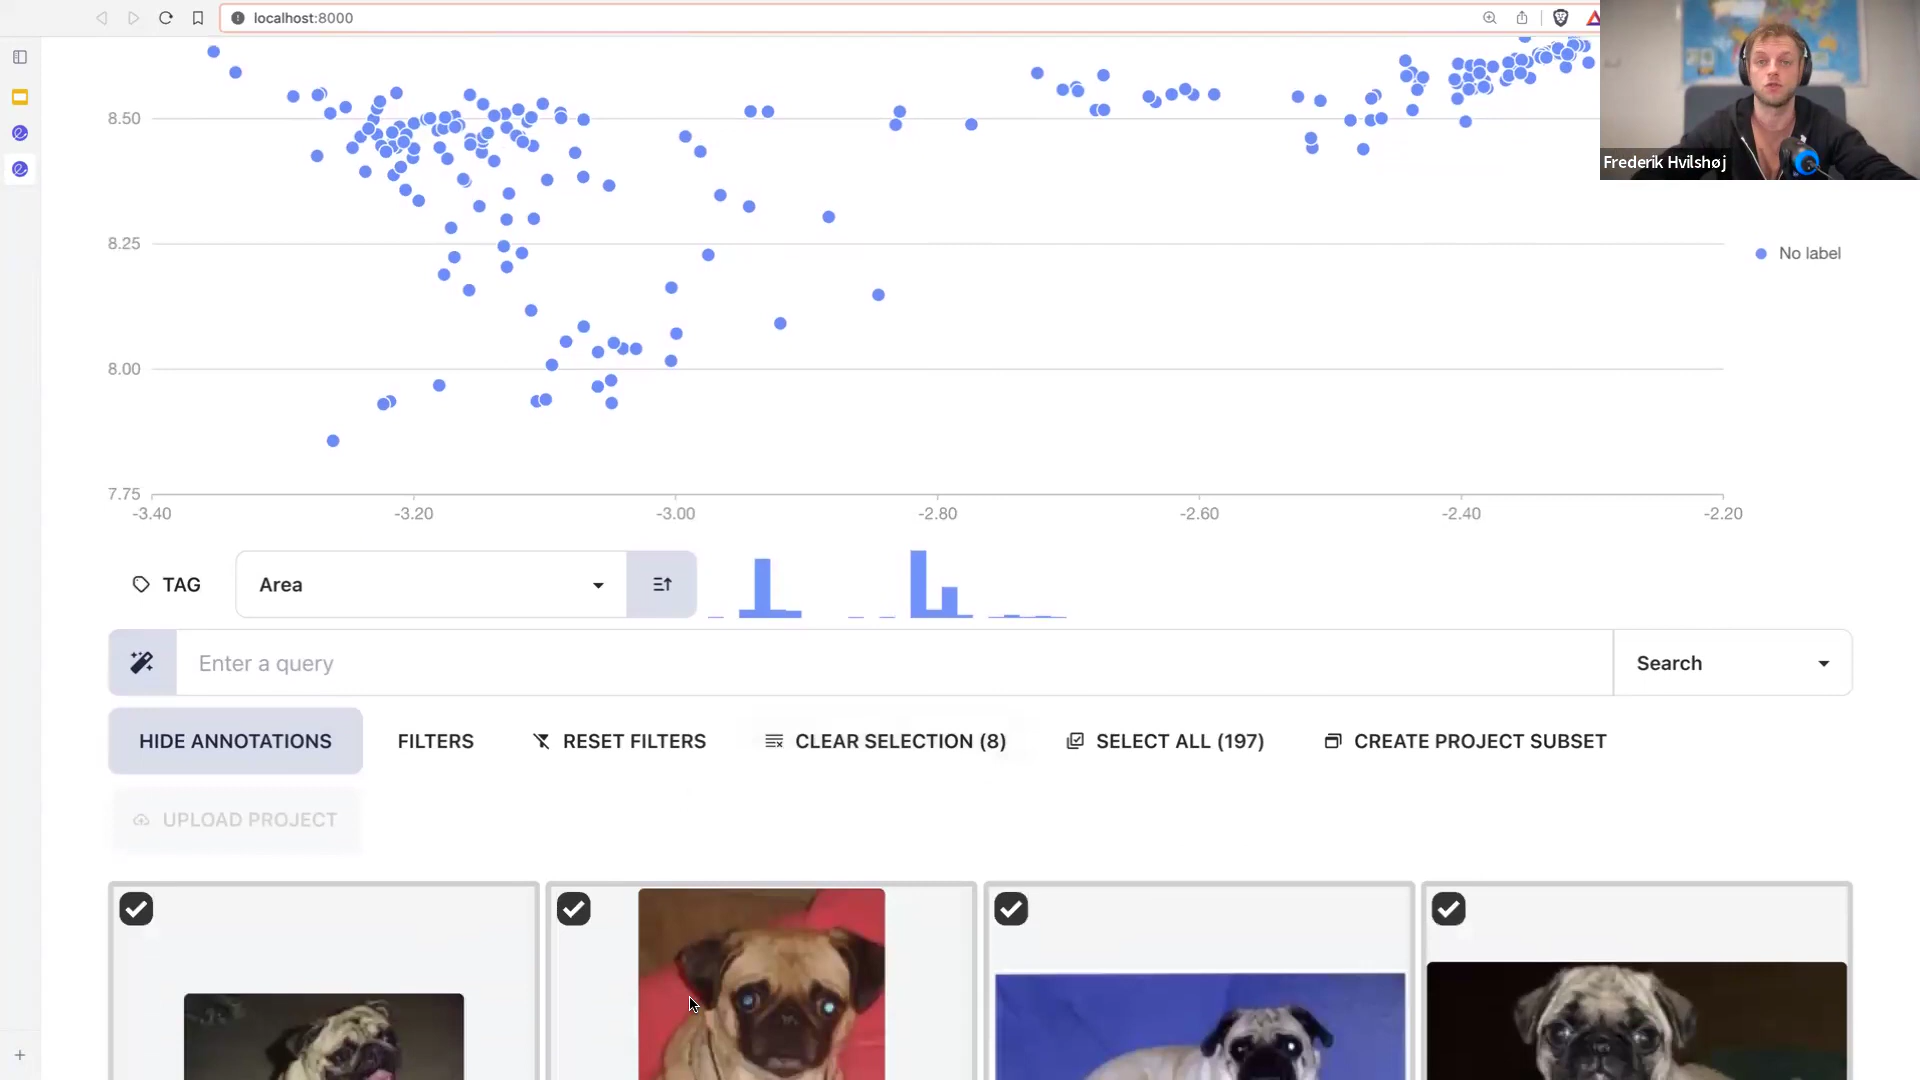 localhost:8000
Frederik Hvilshøj
8.50
8.25
No label
8.00
7.75
-3.40 -3.20 -3.00 -2.80 -2.60 -2.40 -2.20
TAG Area
Enter a query Search
HIDE ANNOTATIONS FILTERS RESET FILTERS CLEAR SELECTION (8) SELECT ALL (197) CREATE PROJECT SUBSET
UPLOAD PROJECT